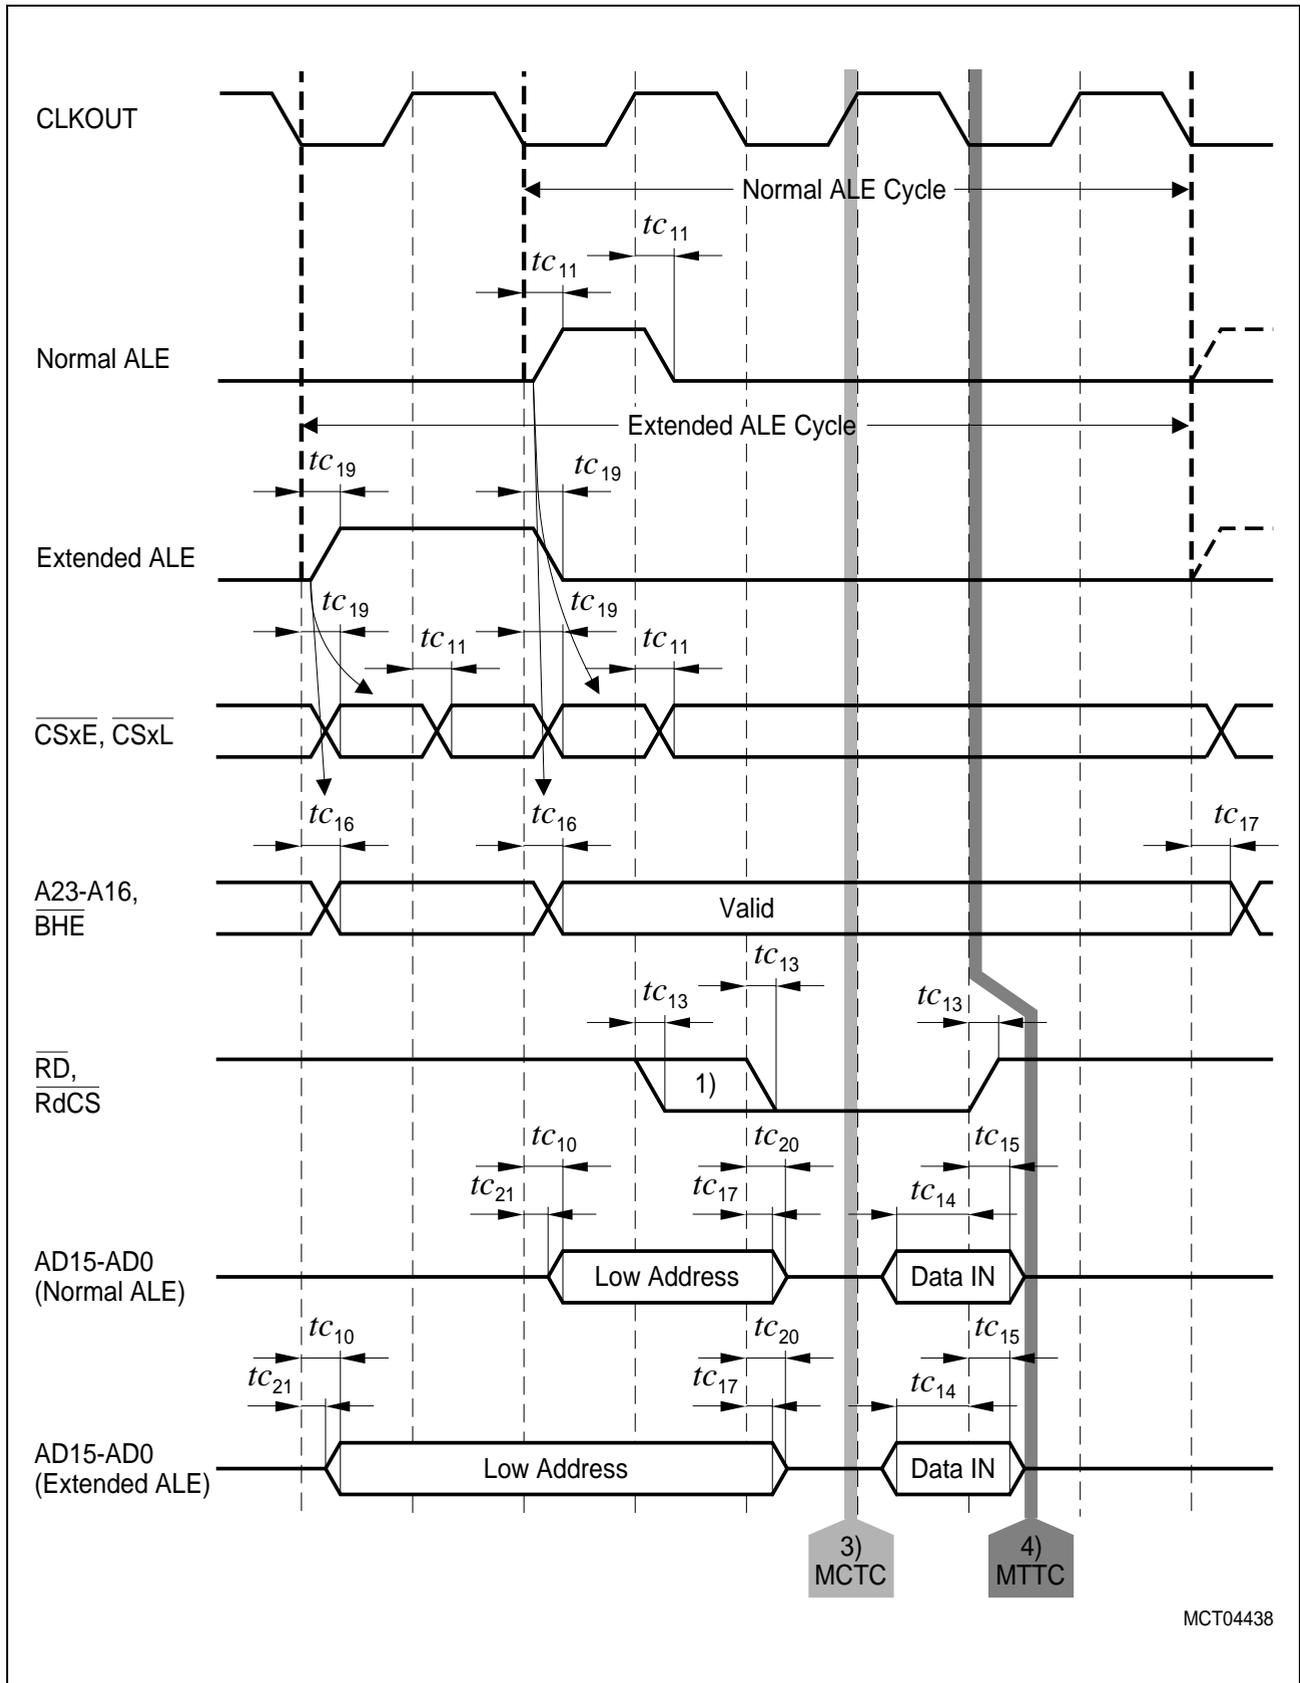 CLKOUT
Normal ALE Cycle
tc11
tc11
Normal ALE
Extended ALE Cycle
tc19
tc19
Extended ALE
tc19
tc19
tc11
tc11
CSxE, CSxL
tc16
tc16
tc17
A23-A16,
BHE
Valid
tc13
tc13
tc13
RD,
RdCS
1)
tc10
tc20
tc15
tc21
tc17
tc14
AD15-AD0
(Normal ALE)
Low Address
Data IN
tc10
tc20
tc15
tc21
tc17
tc14
AD15-AD0
(Extended ALE)
Low Address
Data IN
3)
MCTC
4)
MTTC
MCT04438